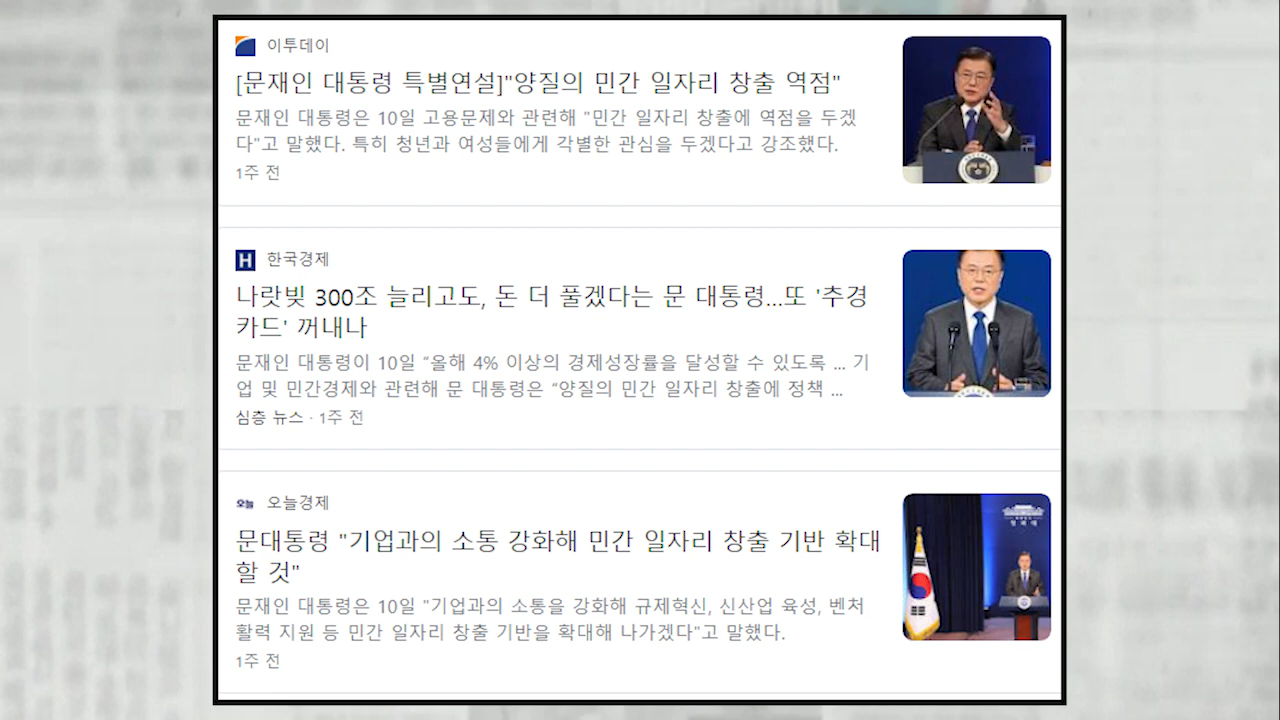 이투데이
[문재인 대통령 특별연설]"양질의 민간 일자리 창출 역점"
문재인 대통령은 10일 고용문제와 관련해 "민간 일자리 창출에 역점을 두겠
다"고 말했다. 특히 청년과 여성들에게 각별한 관심을 두겠다고 강조했다.
1주 전
H 한국경제
나랏빚 300조 늘리고도, 돈 더 풀겠다는 문 대통령...또 '추경
카드' 꺼내나
문재인 대통령이 10일 “올해 4% 이상의 경제성장률을 달성할 수 있도록 ... 기
업 및 민간경제와 관련해 문 대통령은 “양질의 민간 일자리 창출에 정책 ...
심층 뉴스 · 1주 전
오늘 오늘경제
문대통령 "기업과의 소통 강화해 민간 일자리 창출 기반 확대
할 것"
문재인 대통령은 10일 "기업과의 소통을 강화해 규제혁신, 신산업 육성, 벤처
활력 지원 등 민간 일자리 창출 기반을 확대해 나가겠다"고 말했다.
1주 전